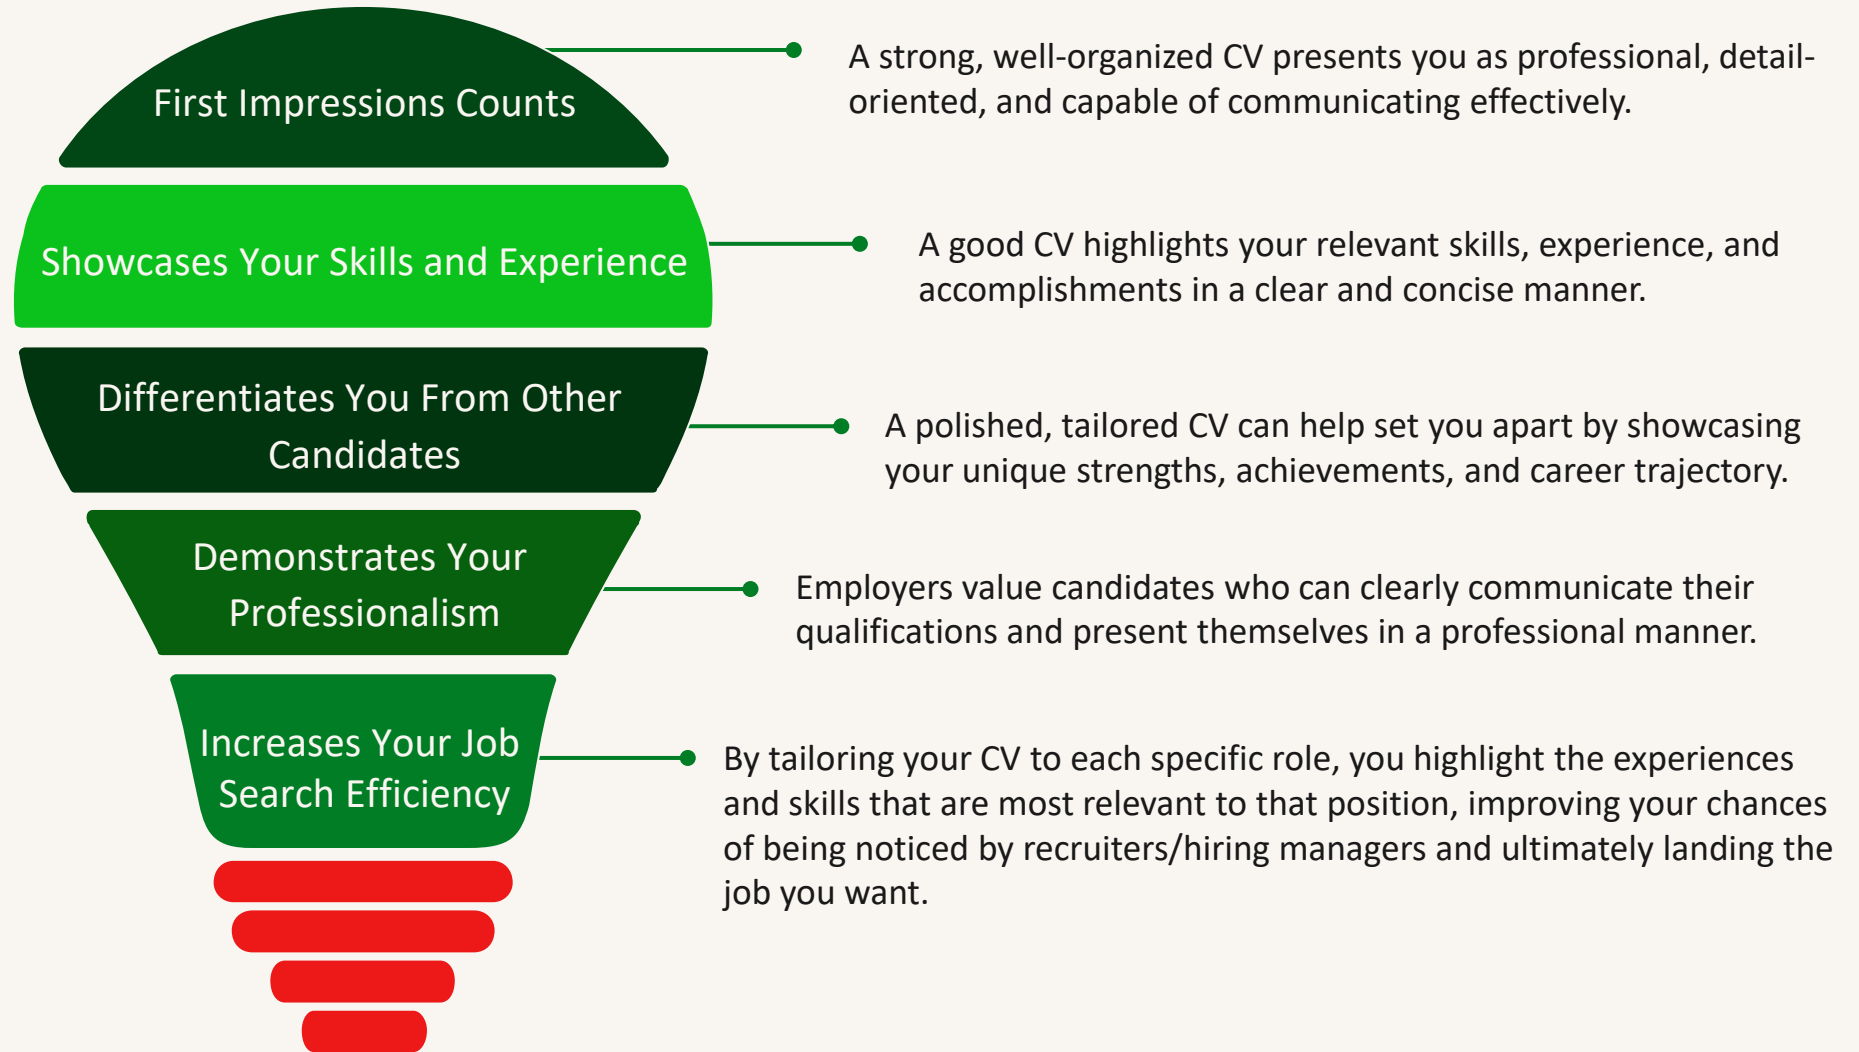 First Impressions Counts
A strong, well-organized CV presents you as professional, detail-
oriented, and capable of communicating effectively.
Showcases Your Skills and Experience
A good CV highlights your relevant skills, experience, and
accomplishments in a clear and concise manner.
Differentiates You From Other
Candidates
A polished, tailored CV can help set you apart by showcasing
your unique strengths, achievements, and career trajectory.
Demonstrates Your
Professionalism
Employers value candidates who can clearly communicate their
qualifications and present themselves in a professional manner.
Increases Your Job
Search Efficiency
By tailoring your CV to each specific role, you highlight the experiences
and skills that are most relevant to that position, improving your chances
of being noticed by recruiters/hiring managers and ultimately landing the
job you want.